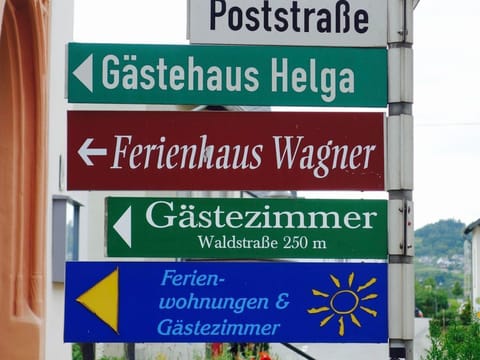 Poststraße
Gästehaus Helga
Ferienhaus Wagner
Gästezimmer
Waldstraße 250 m
Ferien-
wohnungen &
Gästezimmer